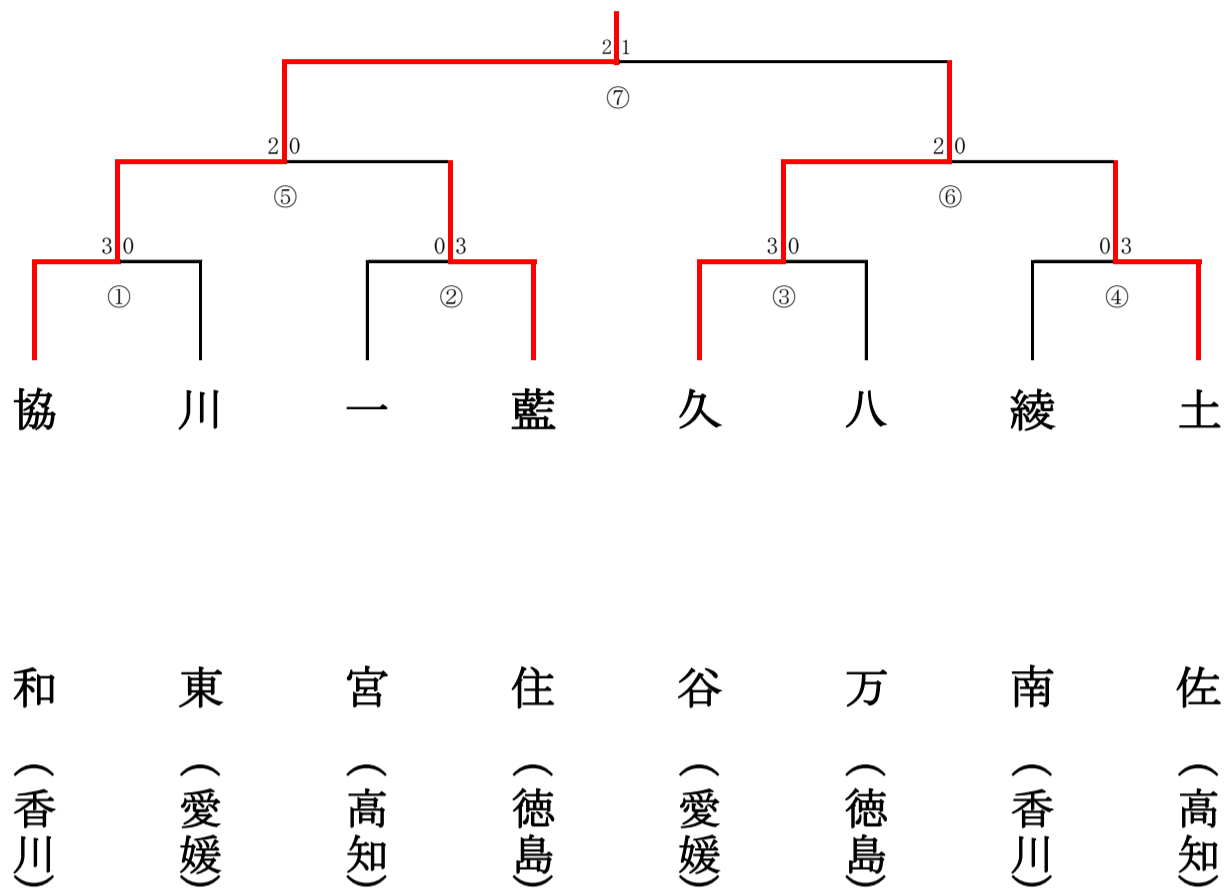 2 1
⑦
2 0
2 0
⑤
⑥
3 0
0 3
3 0
0 3
①
②
③
④
協和（香川）
川東（愛媛）
一宮（高知）
藍住（徳島）
久谷（愛媛）
八万（徳島）
綾南（香川）
土佐（高知）